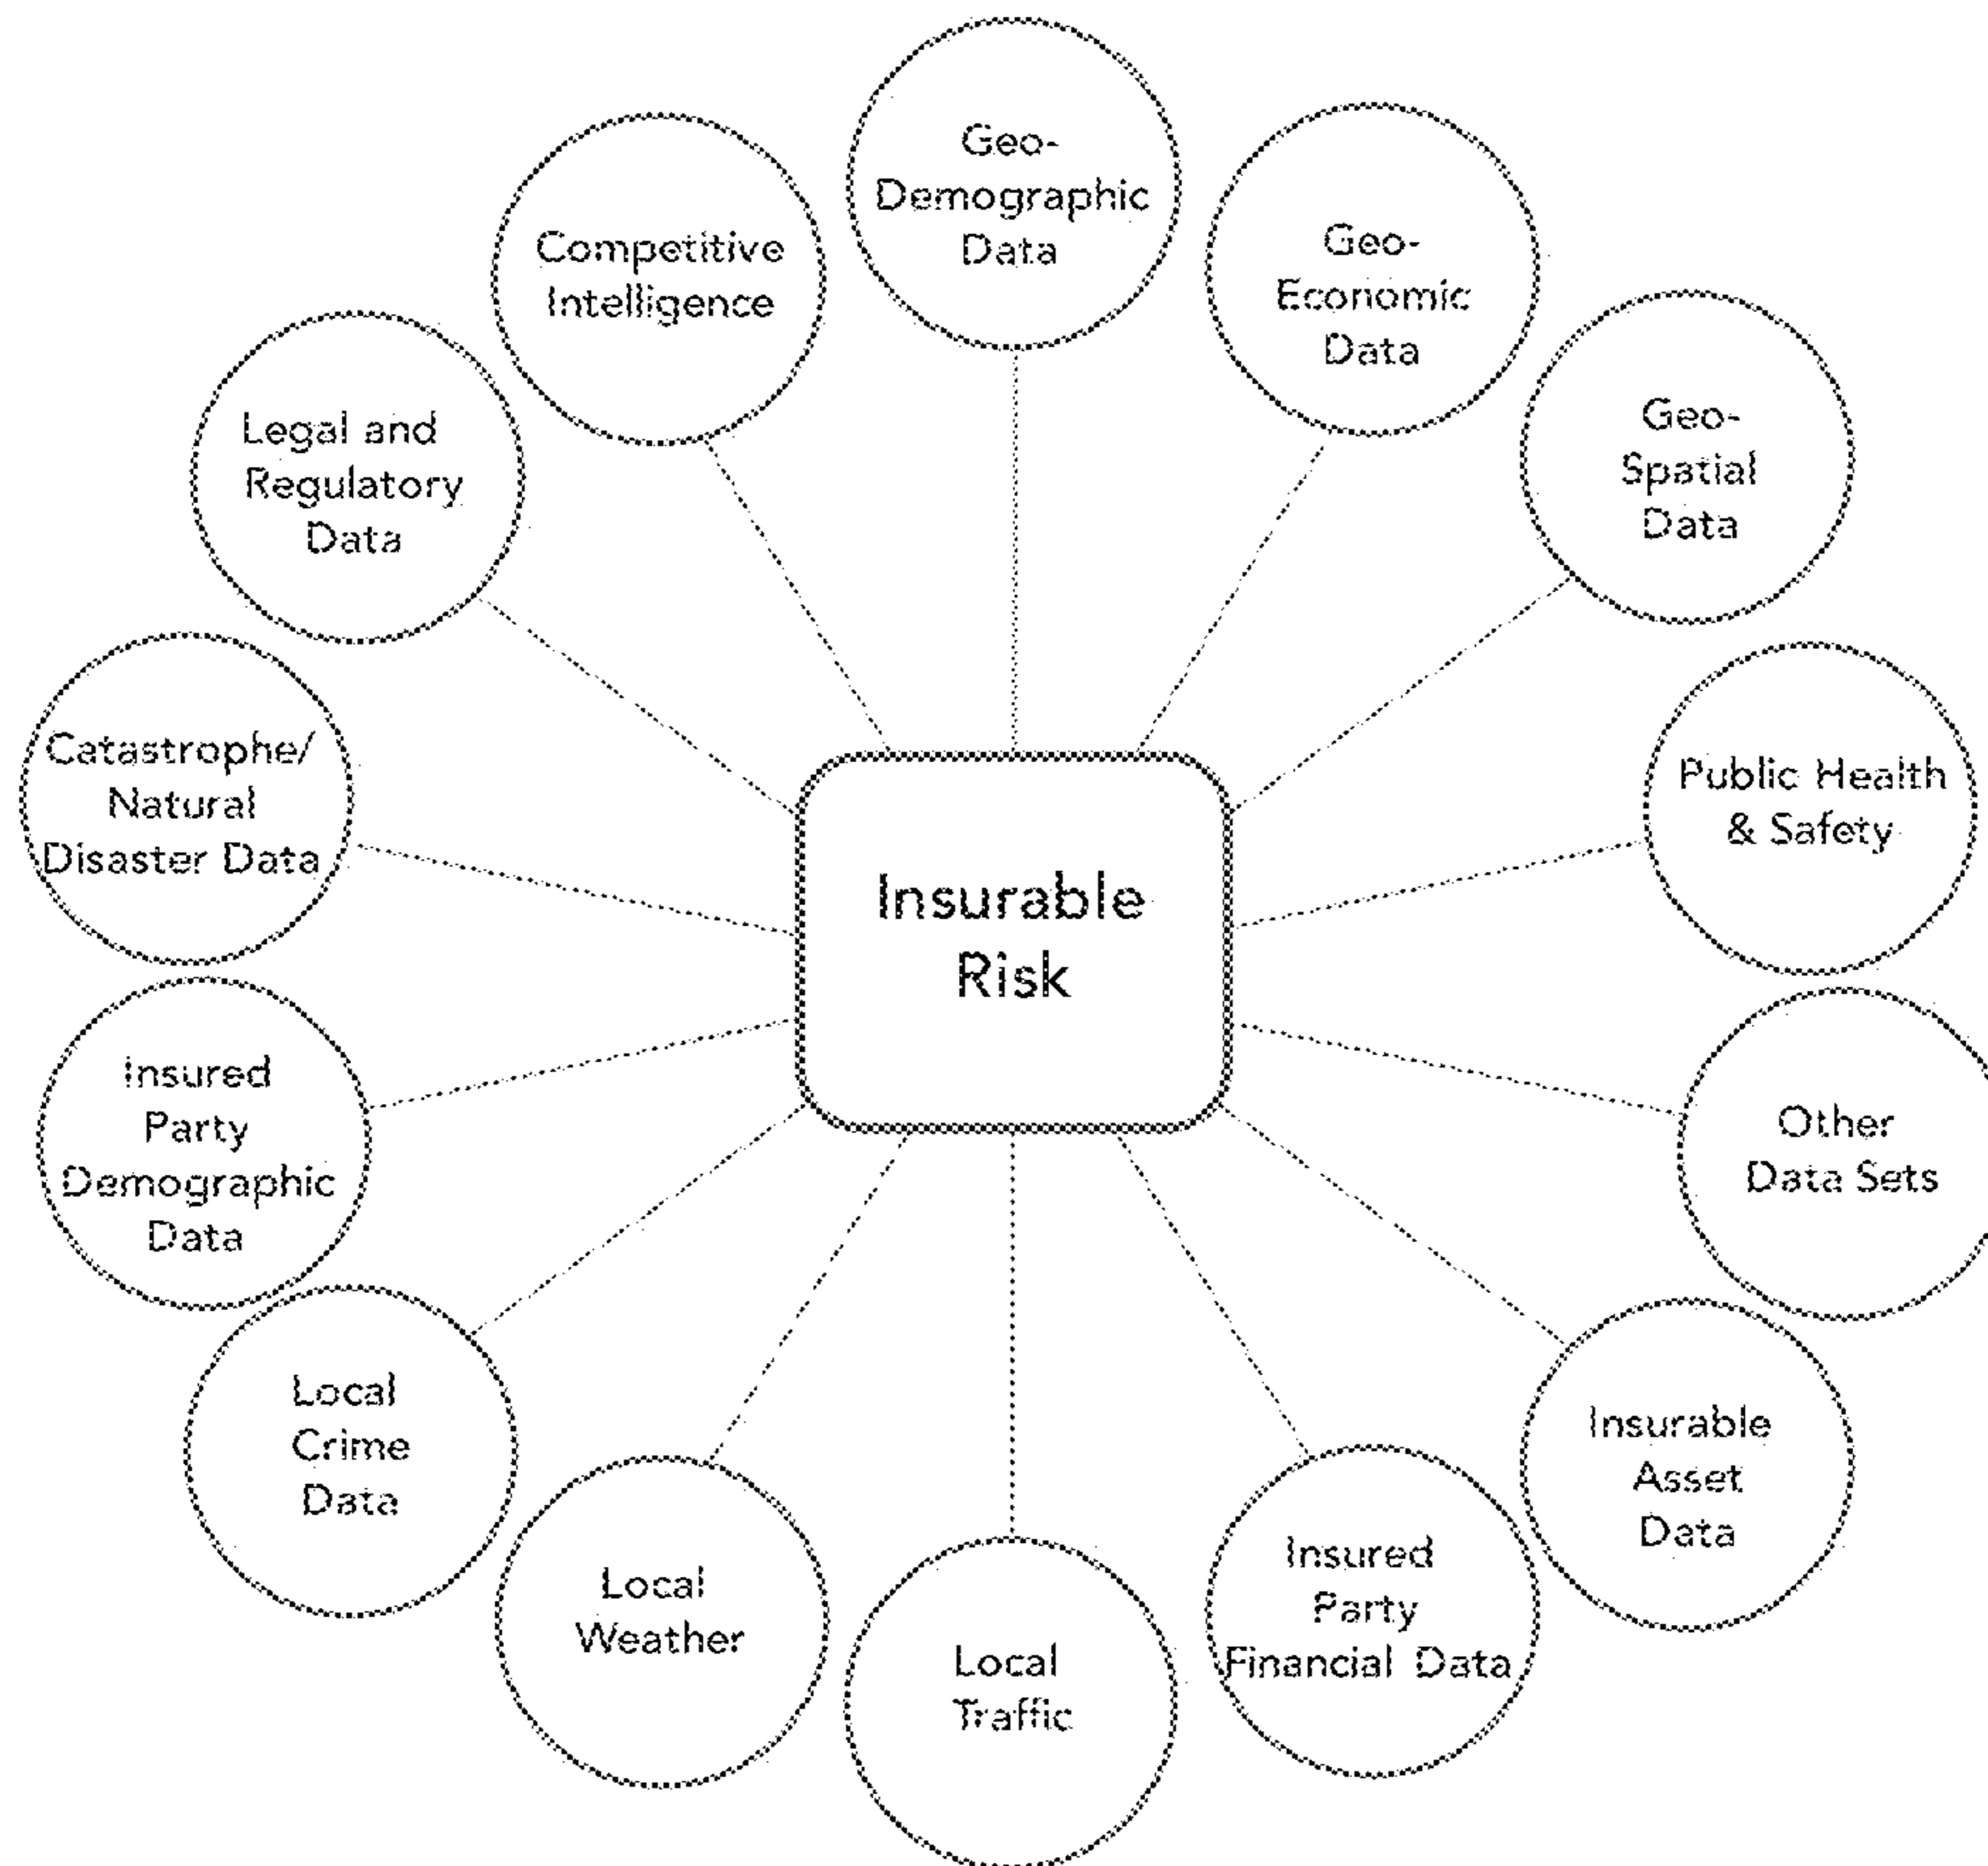 Geo-
Demographic
Data
Geo-
Economic
Data
Geo-
Spatial
Data
Public Health
& Safety
Other
Data Sets
Insurable
Asset
Data
Insured
Party
Financial Data
Local
Traffic
Local
Weather
Local
Crime
Data
Insured
Party
Demographic
Data
Catastrophe/
Natural
Disaster Data
Legal and
Regulatory
Data
Competitive
Intelligence
Insurable
Risk